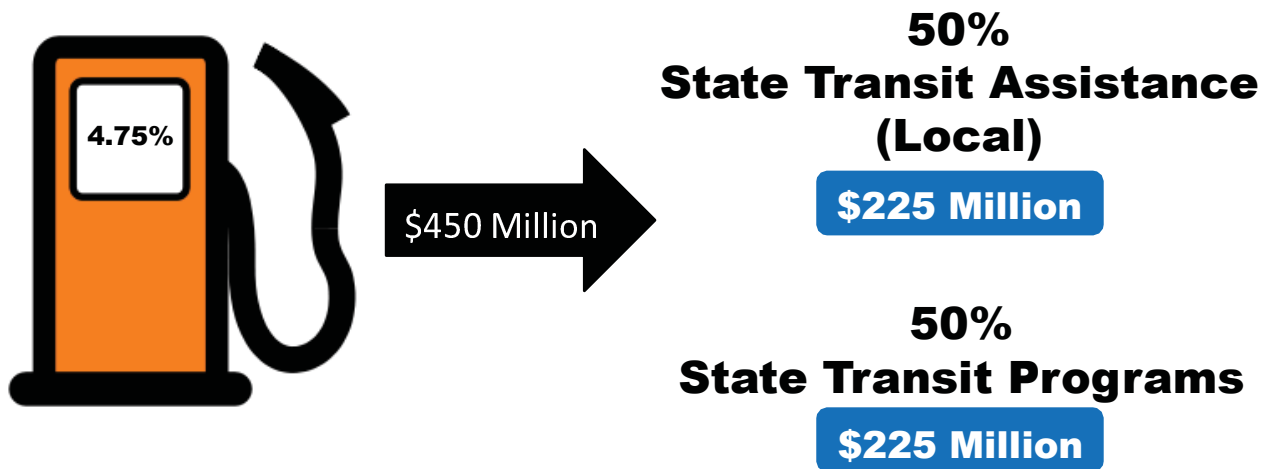 4.75%
$450 Million
50%
State Transit Assistance
(Local)
$225 Million
50%
State Transit Programs
$225 Million